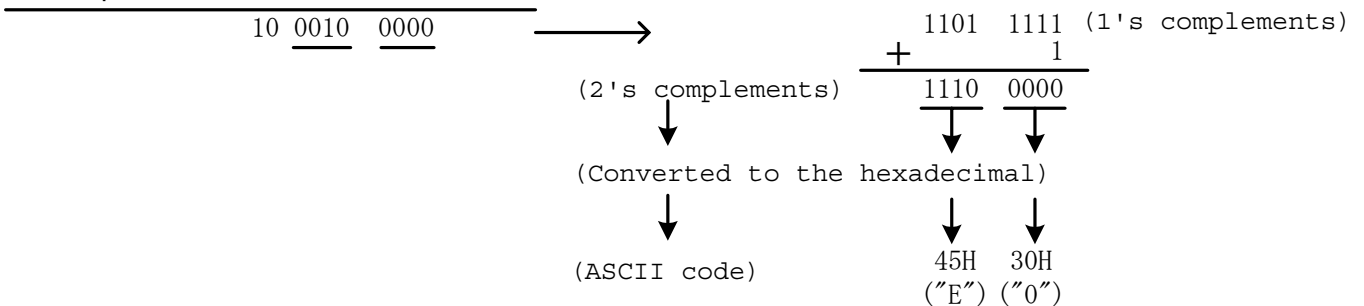 10 0010 0000
1101 1111 (1's complements)
+ 1
(2's complements) 1110 0000
(Converted to the hexadecimal)
(ASCII code) 45H 30H
("E") ("0")